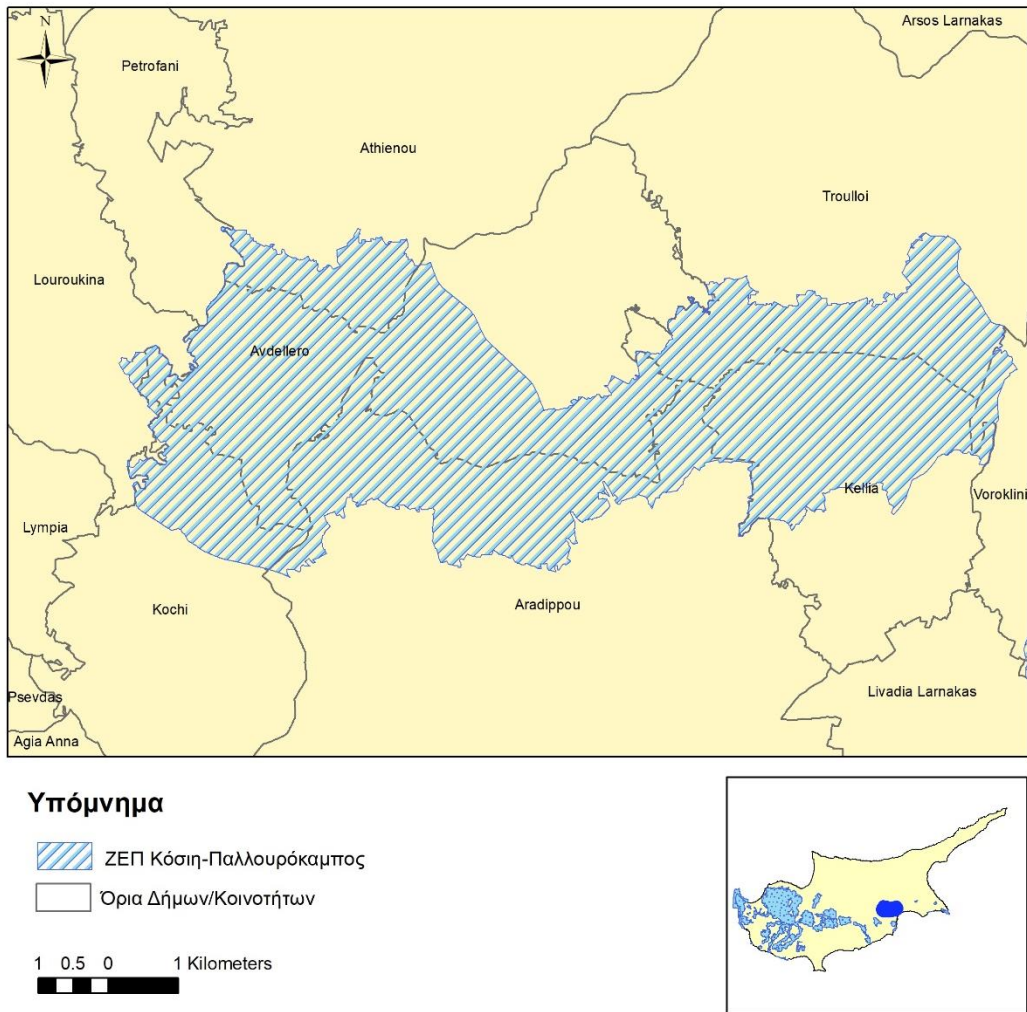 N
Arsos Larnakas
Petrofani
Athienou
Troulloi
Louroukina
Avdellero
Kellia
Voroklini
Lympia
Kochi
Aradippou
Psevdas
Livadia Larnakas
Agia Anna
Υπόμνημα
ΖΕΠ Κόσιη-Παλλουρόκαμπος
Όρια Δήμων/Κοινοτήτων
1 0.5 0 1 Kilometers